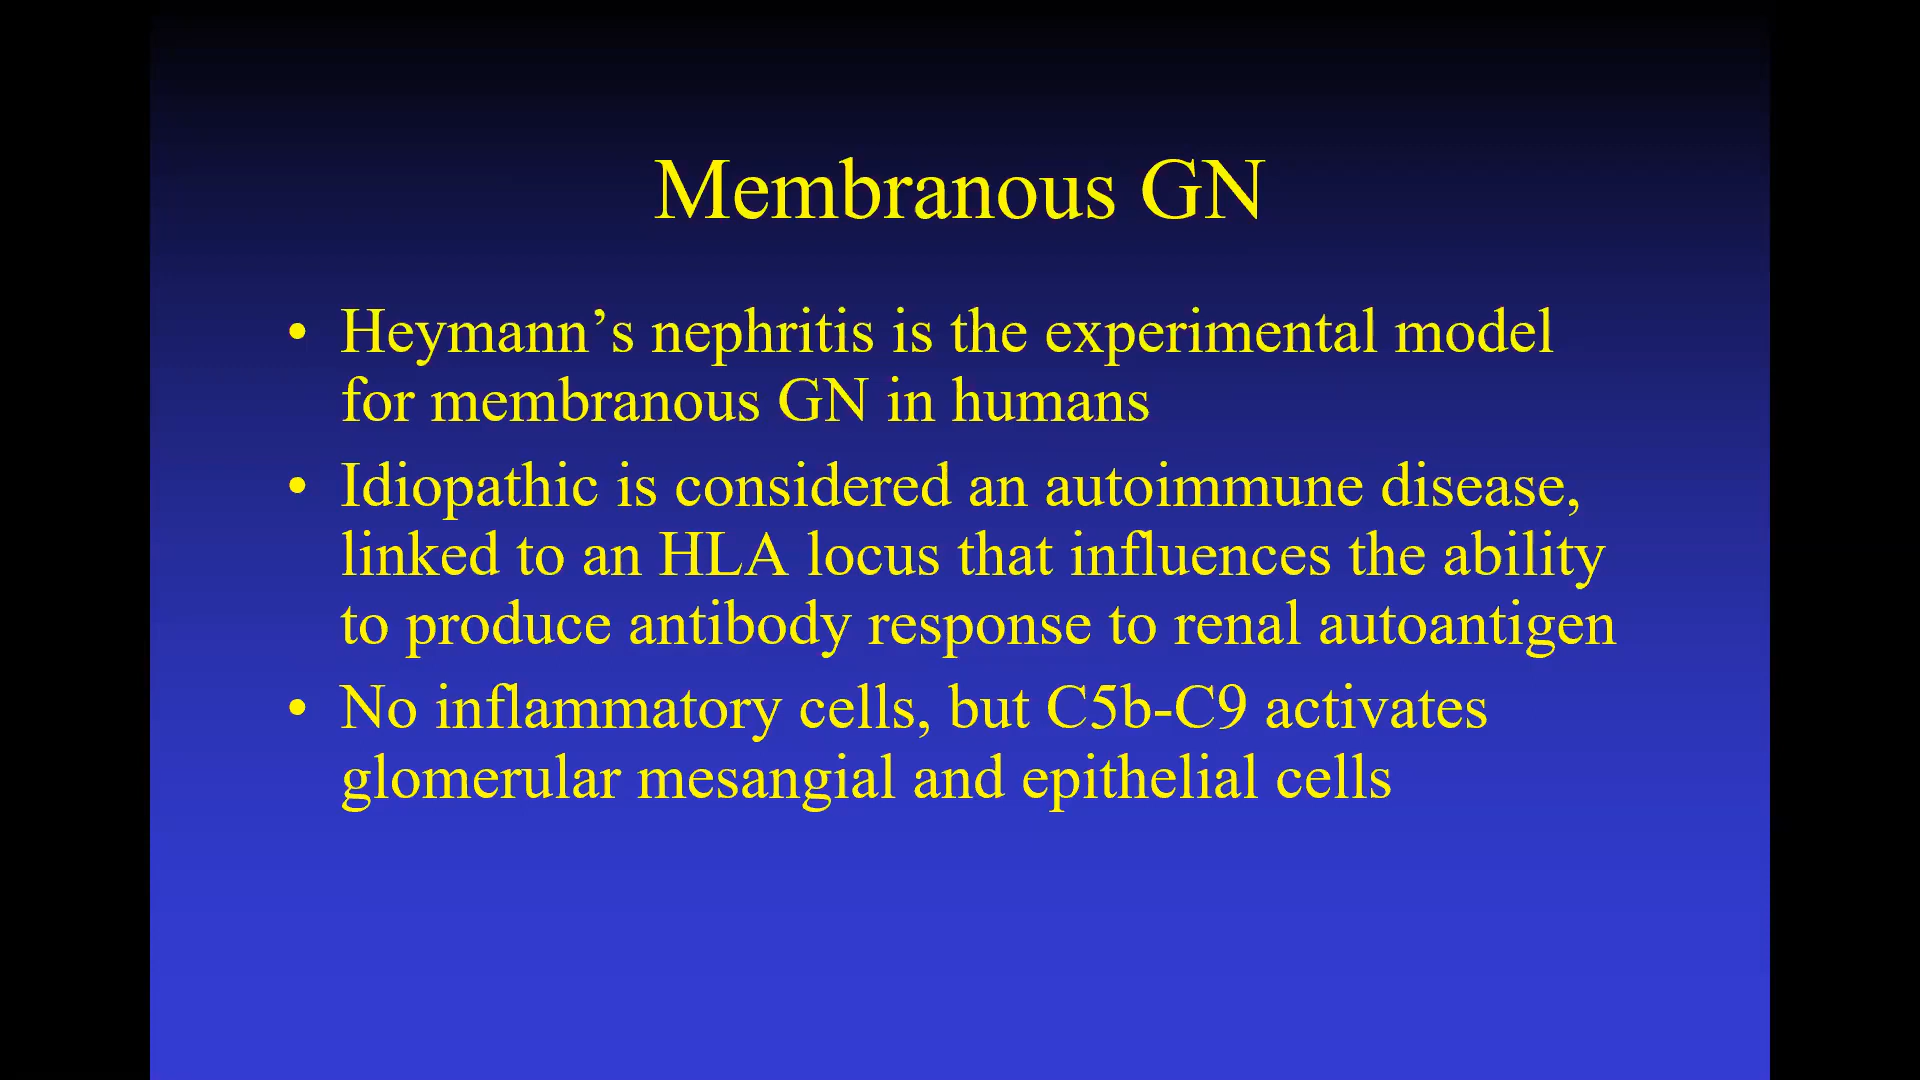 Membranous GN
• Heymann’s nephritis is the experimental model
for membranous GN in humans
• Idiopathic is considered an autoimmune disease,
linked to an HLA locus that influences the ability
to produce antibody response to renal autoantigen
• No inflammatory cells, but C5b-C9 activates
glomerular mesangial and epithelial cells